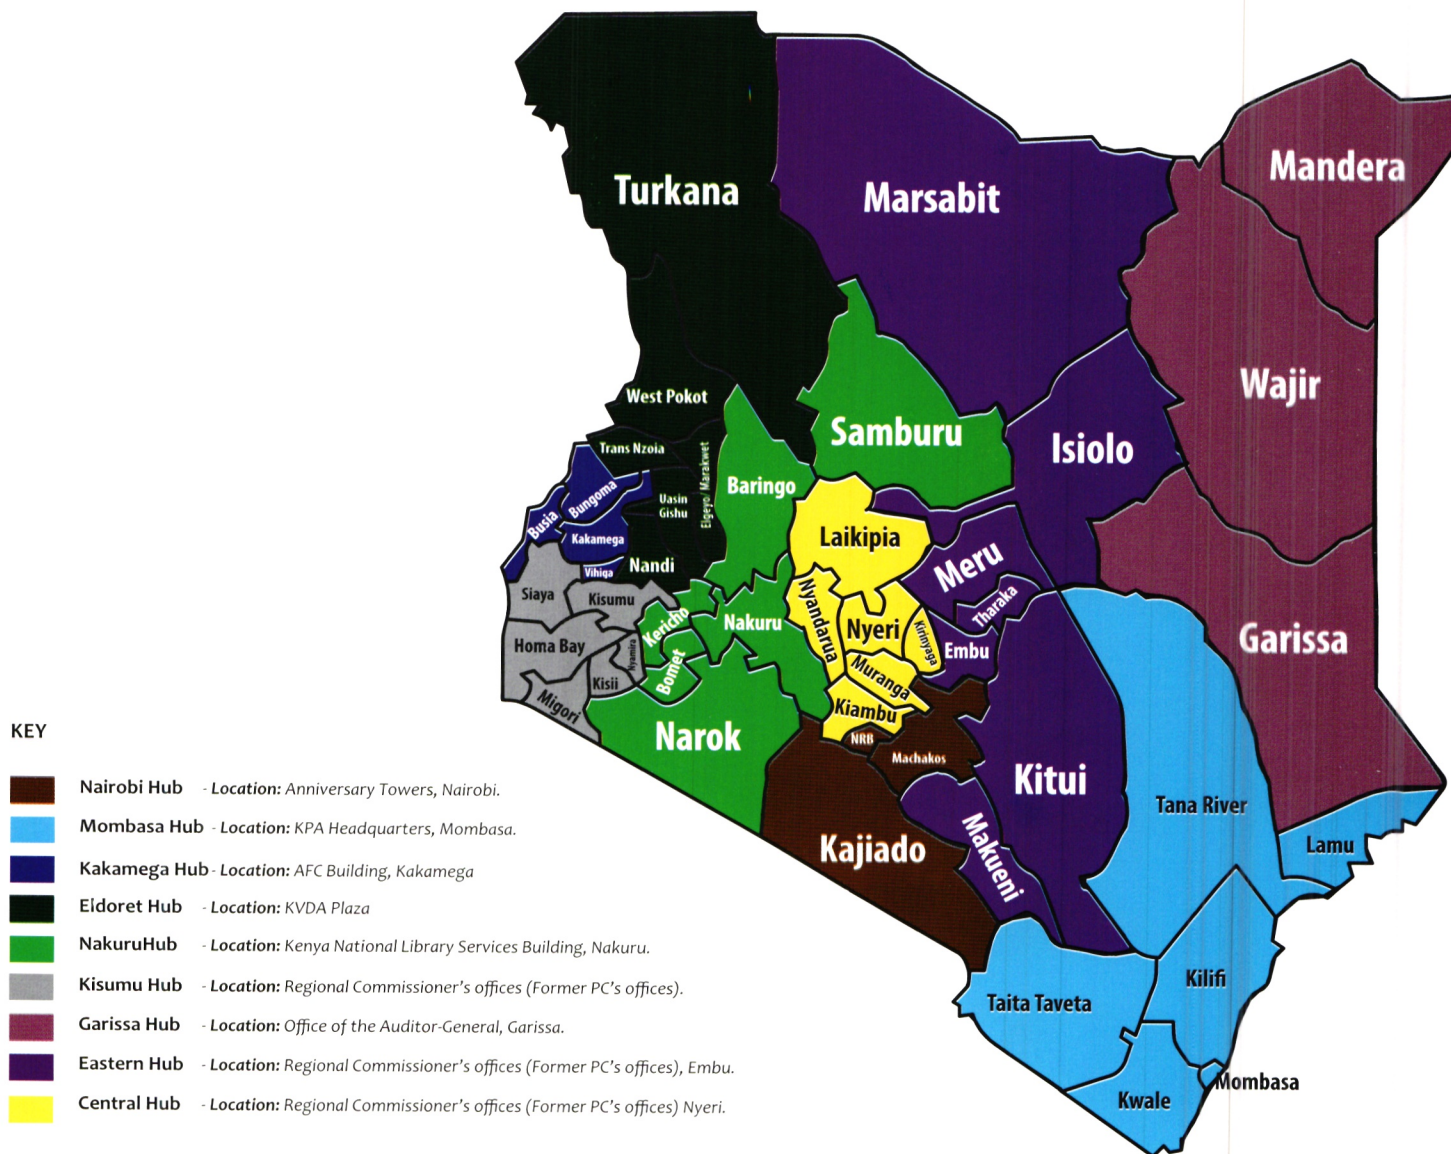 Turkana
Marsabit
Mandera
Wajir
West Pokot
Samburu
Isiolo
Trans Nzoia
Elgeyo/ Marakwet
Baringo
Uasin
Gishu
Bungoma
Busia
Kakamega
Laikipia
Vihiga
Nandi
Meru
Siaya
Kisumu
Tharaka
Nyandarua
Kericho
Nakuru
Nyeri
Kirinyaga
Garissa
Homa Bay
Nyamira
Embu
Bomet
Muranga
Kisii
Migori
Kiambu
Narok
NRB
Machakos
Kitui
Tana River
Kajiado
Makueni
Lamu
Kilifi
Taita Taveta
Mombasa
Kwale
KEY
Nairobi Hub - Location: Anniversary Towers, Nairobi.
Mombasa Hub - Location: KPA Headquarters, Mombasa.
Kakamega Hub - Location: AFC Building, Kakamega
Eldoret Hub - Location: KVDA Plaza
NakuruHub - Location: Kenya National Library Services Building, Nakuru.
Kisumu Hub - Location: Regional Commissioner's offices (Former PC's offices).
Garissa Hub - Location: Office of the Auditor-General, Garissa.
Eastern Hub - Location: Regional Commissioner's offices (Former PC's offices), Embu.
Central Hub - Location: Regional Commissioner's offices (Former PC's offices) Nyeri.